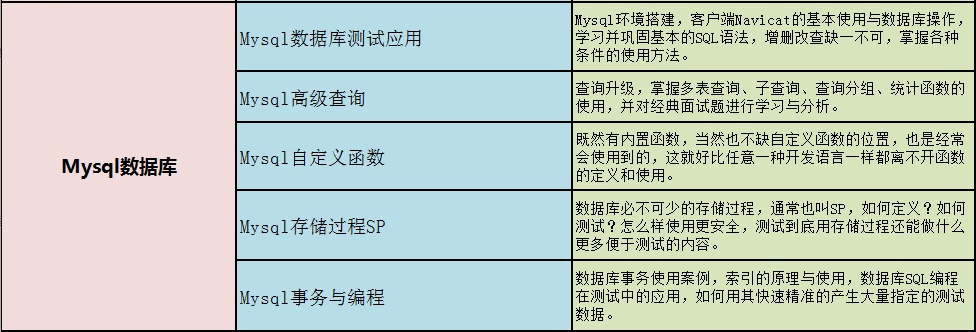 Mysql数据库
Mysql数据库测试应用
Mysql环境搭建，客户端Navicat的基本使用与数据库操作，
学习并巩固基本的SQL语法，增删改查缺一不可，掌握各种
条件的使用方法。
Mysql高级查询
查询升级，掌握多表查询、子查询、查询分组、统计函数的
使用，并对经典面试题进行学习与分析。
Mysql自定义函数
既然有内置函数，当然也不缺自定义函数的位置，也是经常
会使用到的，这就好比任意一种开发语言一样都离不开函数
的定义和使用。
Mysql存储过程SP
数据库必不可少的存储过程，通常也叫SP，如何定义？如何
测试？怎么样使用更安全，测试到底用存储过程还能做什么
更多便于测试的内容。
Mysql事务与编程
数据库事务使用案例，索引的原理与使用，数据库SQL编程
在测试中的应用，如何用其快速精准的产生大量指定的测试
数据。